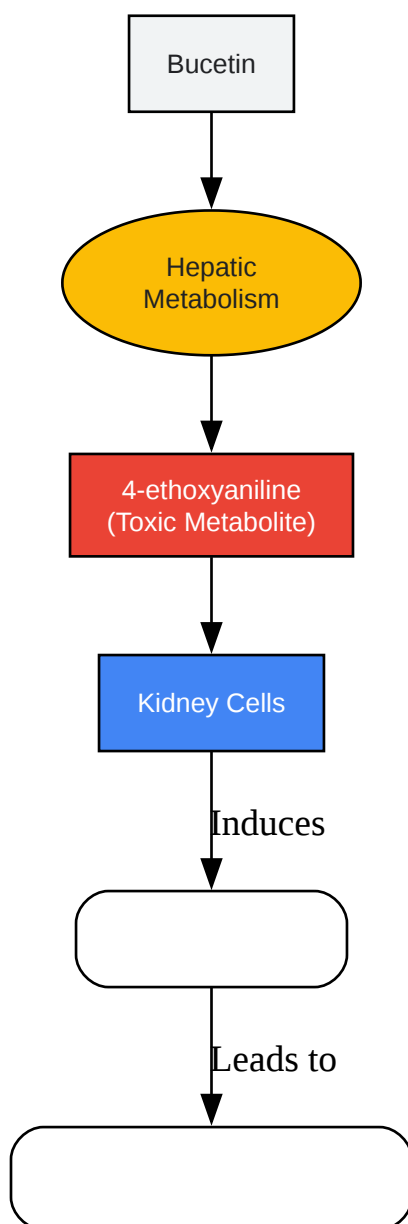 Bucetin
Hepatic
Metabolism
4-ethoxyaniline
(Toxic Metabolite)
Kidney Cells
Induces
Leads to